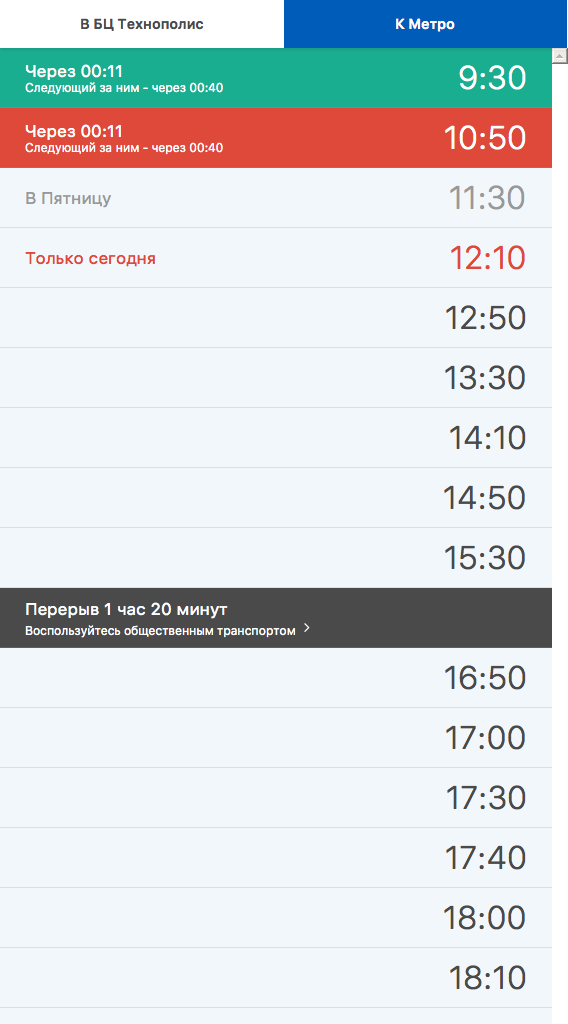 В БЦ Технополис
К Метро
Через 00:11
Следующий за ним - через 00:40
9:30
Через 00:11
Следующий за ним - через 00:40
10:50
В Пятницу
11:30
Только сегодня
12:10
12:50
13:30
14:10
14:50
15:30
Перерыв 1 час 20 минут
Воспользуйтесь общественным транспортом
16:50
17:00
17:30
17:40
18:00
18:10